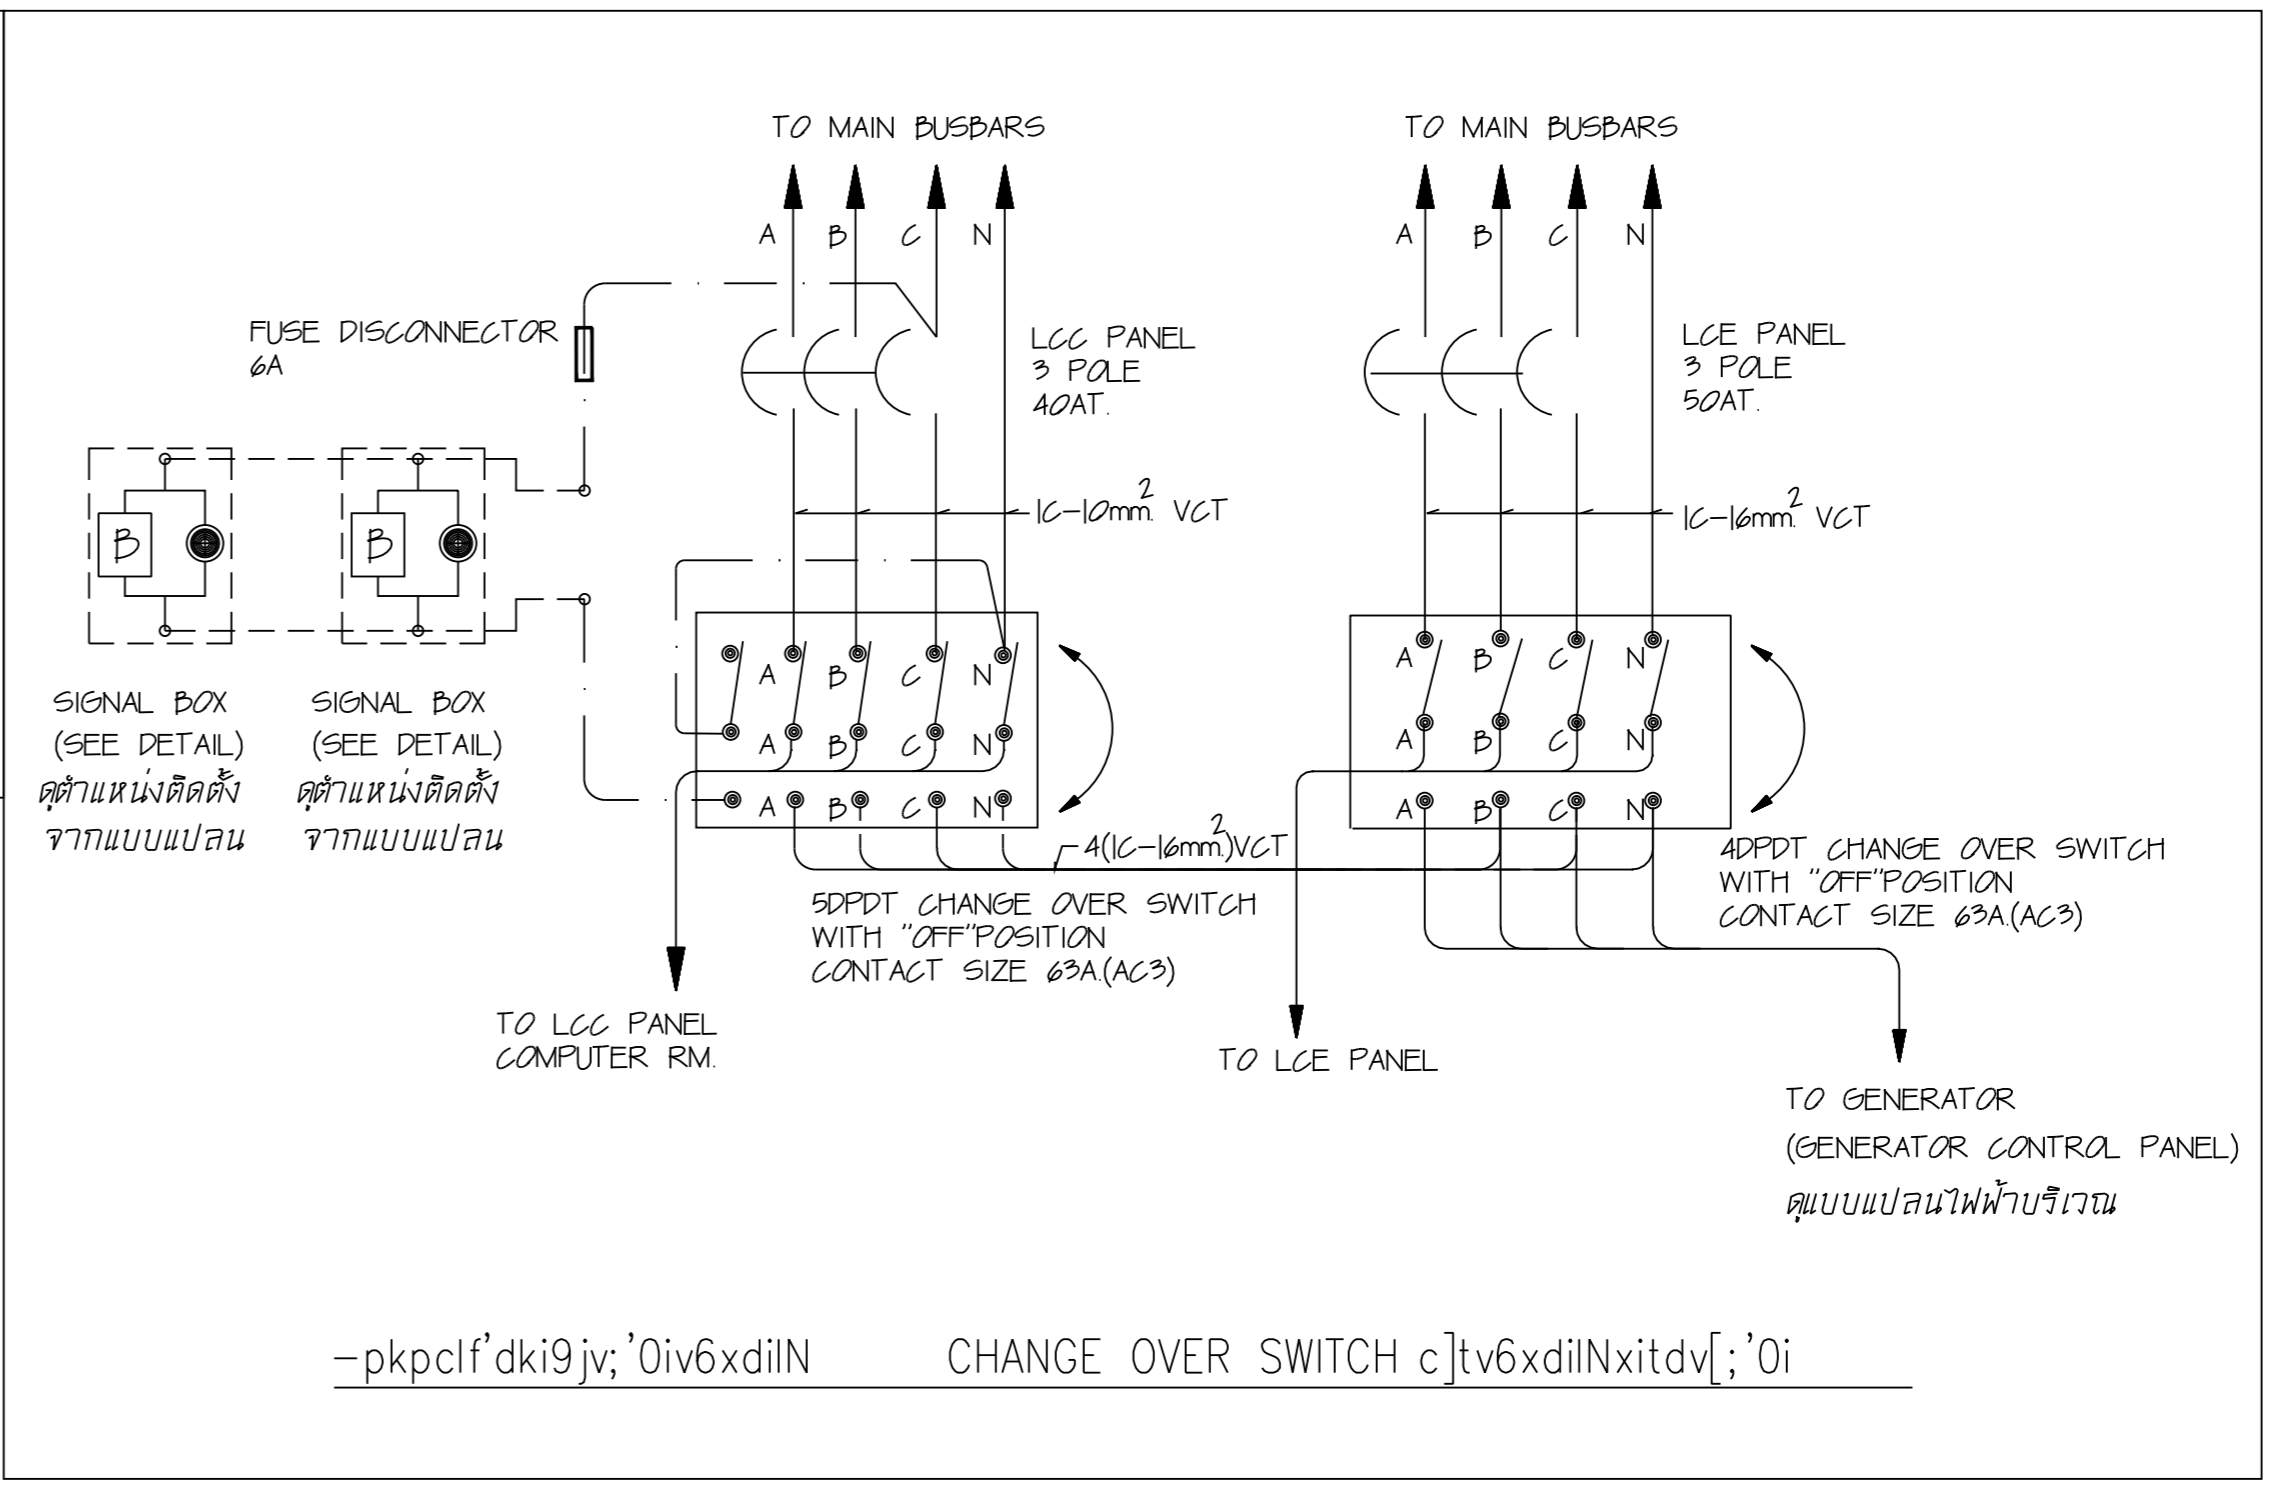 TO MAIN BUSBARS
TO MAIN BUSBARS
A B C N
A B C N
FUSE DISCONNECTOR
6A
LCC PANEL
3 POLE
40AT.
LCE PANEL
3 POLE
50AT.
1C-10mm.² VCT
1C-16mm.² VCT
B
B
SIGNAL BOX
(SEE DETAIL)
ดูตำแหน่งติดตั้ง
จากแบบแปลน
SIGNAL BOX
(SEE DETAIL)
ดูตำแหน่งติดตั้ง
จากแบบแปลน
A B C N
A B C N
A B C N
A B C N
A B C N
A B C N
4(1C-16mm.²)VCT
5DPDT CHANGE OVER SWITCH
WITH "OFF"POSITION
CONTACT SIZE 63A.(AC3)
4DPDT CHANGE OVER SWITCH
WITH "OFF"POSITION
CONTACT SIZE 63A.(AC3)
TO LCC PANEL
COMPUTER RM.
TO LCE PANEL
TO GENERATOR
(GENERATOR CONTROL PANEL)
ดูแบบแปลนไฟฟ้าบริเวณ
-pkpclf'dki9jv;'0iv6xdilN CHANGE OVER SWITCH c]tv6xdilNxitdv[;'0i